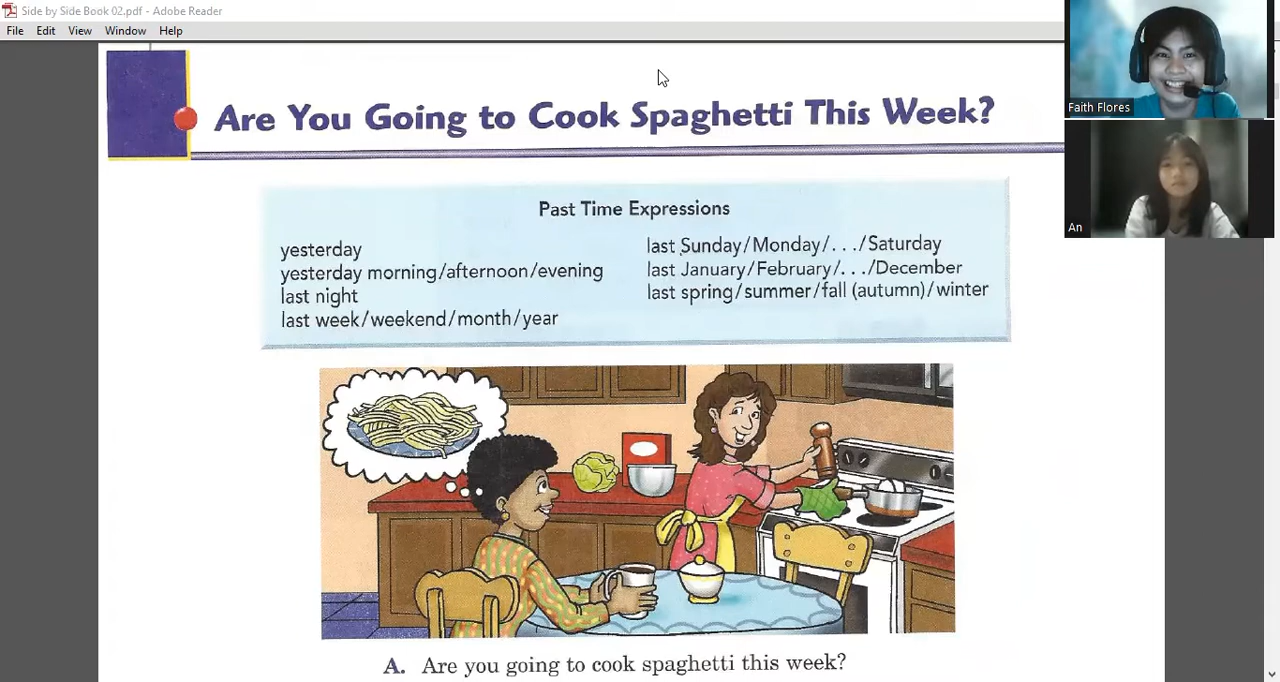 Side by Side Book 02.pdf - Adobe Reader
File Edit View Window Help
Faith Flores
An
Are You Going to Cook Spaghetti This Week?
Past Time Expressions
yesterday
yesterday morning/afternoon/evening
last night
last week/weekend/month/year
last Sunday/Monday/. . ./Saturday
last January/February/. . ./December
last spring/summer/fall (autumn)/winter
A. Are you going to cook spaghetti this week?